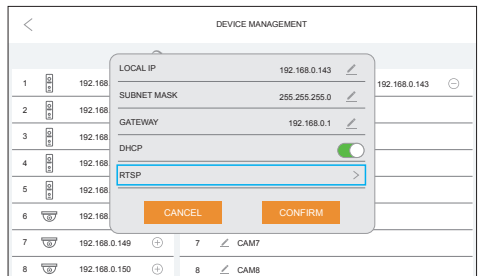 DEVICE MANAGEMENT
LOCAL IP 192.168.0.143
SUBNET MASK 255.255.255.0
GATEWAY 192.168.0.1
DHCP
RTSP
CANCEL CONFIRM
1 192.168 192.168.0.143
2 192.168
3 192.168
4 192.168
5 192.168
6 192.168
7 192.168.0.149 7 CAM7
8 192.168.0.150 8 CAM8